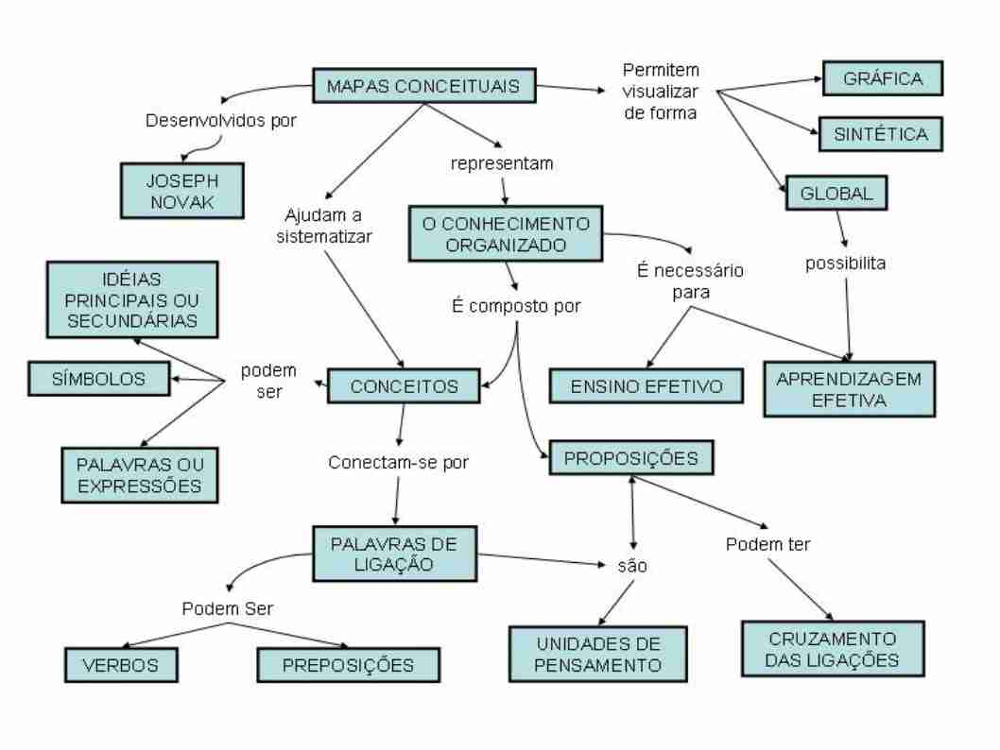 MAPAS CONCEITUAIS
Permitem
visualizar
de forma
GRÁFICA
SINTÉTICA
GLOBAL
Desenvolvidos por
JOSEPH
NOVAK
representam
Ajudam a
sistematizar
O CONHECIMENTO
ORGANIZADO
possibilita
É necessário
para
É composto por
IDÉIAS
PRINCIPAIS OU
SECUNDÁRIAS
SÍMBOLOS
podem
ser
CONCEITOS
ENSINO EFETIVO
APRENDIZAGEM
EFETIVA
PALAVRAS OU
EXPRESSÕES
Conectam-se por
PROPOSIÇÕES
PALAVRAS DE
LIGAÇÃO
são
Podem ter
Podem Ser
VERBOS
PREPOSIÇÕES
UNIDADES DE
PENSAMENTO
CRUZAMENTO
DAS LIGAÇÕES